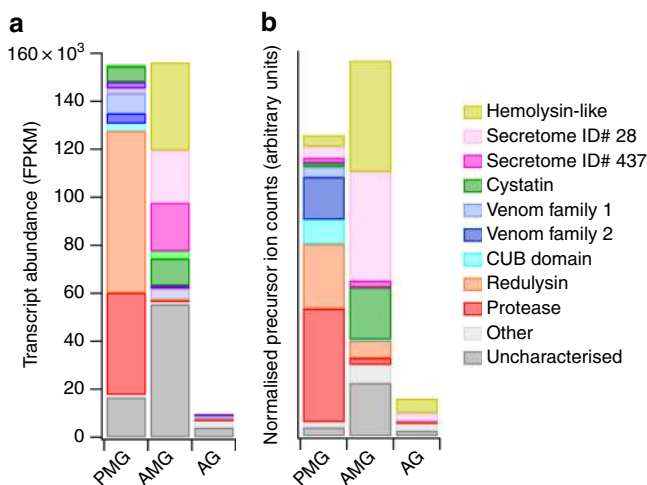 a
b
160 × 10³
140
120
100
80
60
40
20
0
Transcript abundance (FPKM)
PMG
AMG
AG
Normalised precursor ion counts (arbitrary units)
PMG
AMG
AG
Hemolysin-like
Secretome ID# 28
Secretome ID# 437
Cystatin
Venom family 1
Venom family 2
CUB domain
Redulysin
Protease
Other
Uncharacterised